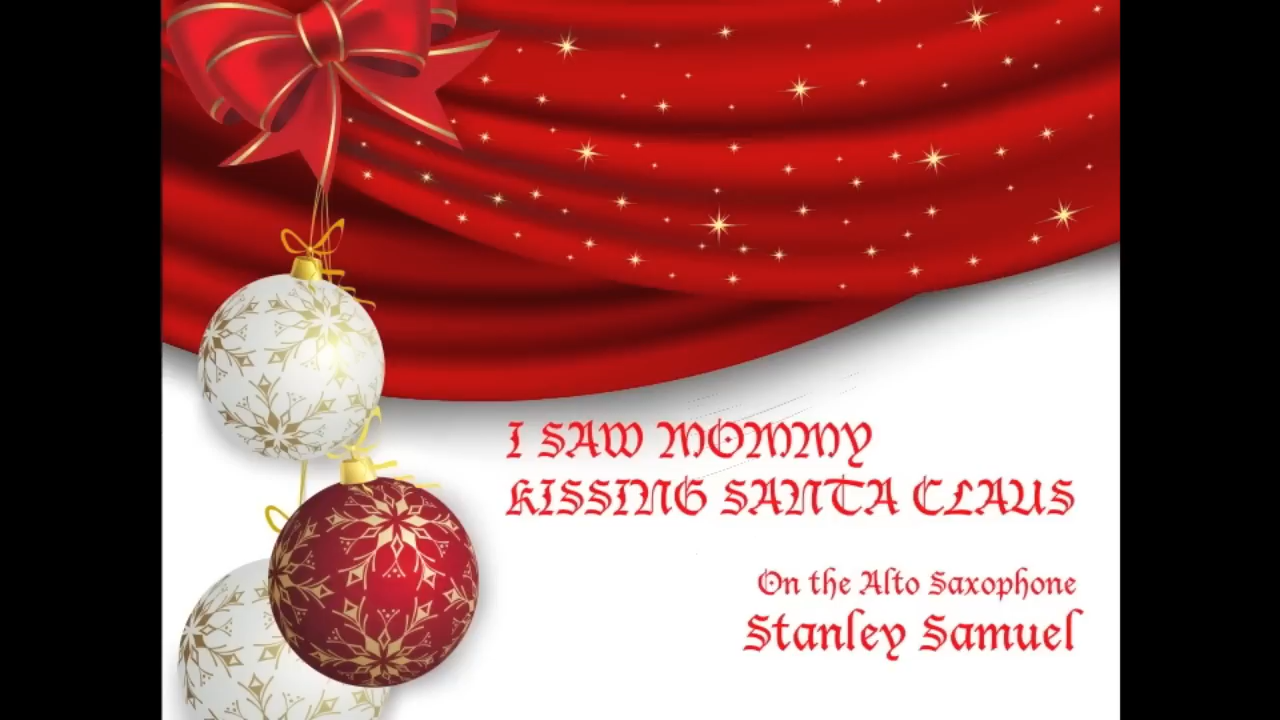 I SAW MOMMY
KISSING SANTA CLAUS
On the Alto Saxophone
Stanley Samuel